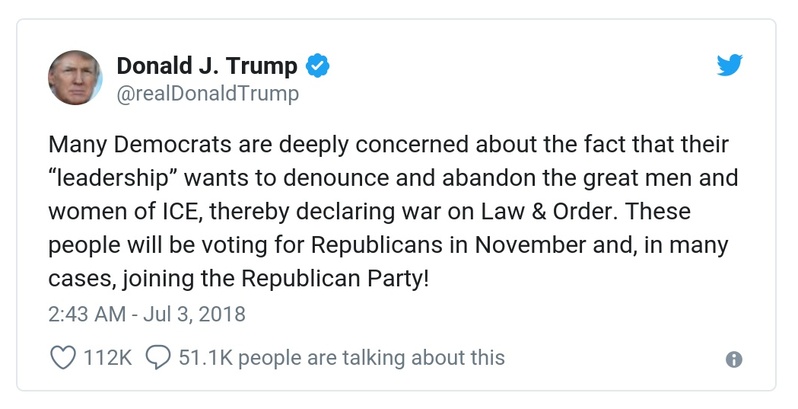 Donald J. Trump
@realDonaldTrump
Many Democrats are deeply concerned about the fact that their
“leadership” wants to denounce and abandon the great men and
women of ICE, thereby declaring war on Law & Order. These
people will be voting for Republicans in November and, in many
cases, joining the Republican Party!
2:43 AM - Jul 3, 2018
112K 51.1K people are talking about this